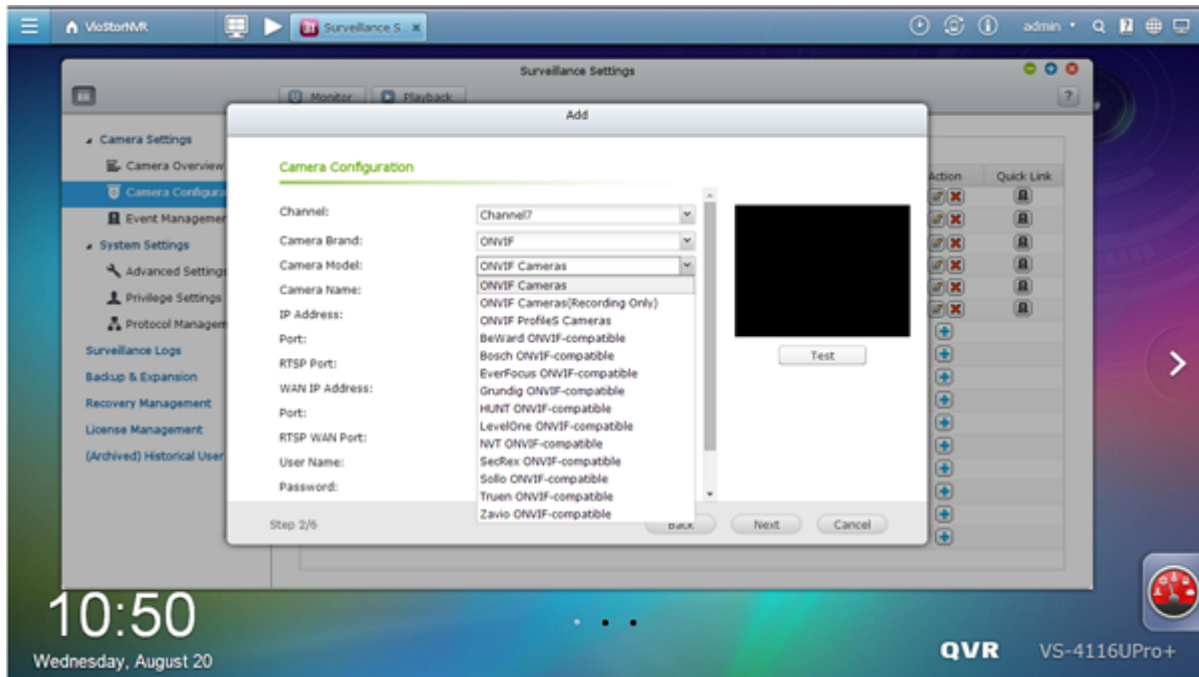 VioStorNVR
Surveillance S.. x
admin
Surveillance Settings
Monitor
Playback
?
Add
Camera Settings
Camera Overview
Camera Configura
Event Managemer
System Settings
Advanced Settings
Privilege Settings
Protocol Managem
Surveillance Logs
Backup & Expansion
Recovery Management
License Management
(Archived) Historical User
Camera Configuration
Channel: Channel7
Camera Brand: ONVIF
Camera Model: ONVIF Cameras
Camera Name:
IP Address:
Port:
RTSP Port:
WAN IP Address:
Port:
RTSP WAN Port:
User Name:
Password:
ONVIF Cameras
ONVIF Cameras(Recording Only)
ONVIF ProfileS Cameras
BeWard ONVIF-compatible
Bosch ONVIF-compatible
EverFocus ONVIF-compatible
Grundig ONVIF-compatible
HUNT ONVIF-compatible
LevelOne ONVIF-compatible
NVT ONVIF-compatible
SecRex ONVIF-compatible
Sollo ONVIF-compatible
Truen ONVIF-compatible
Zavio ONVIF-compatible
Test
Action Quick Link
Step 2/6
Back
Next
Cancel
10:50
Wednesday, August 20
QVR VS-4116UPro+